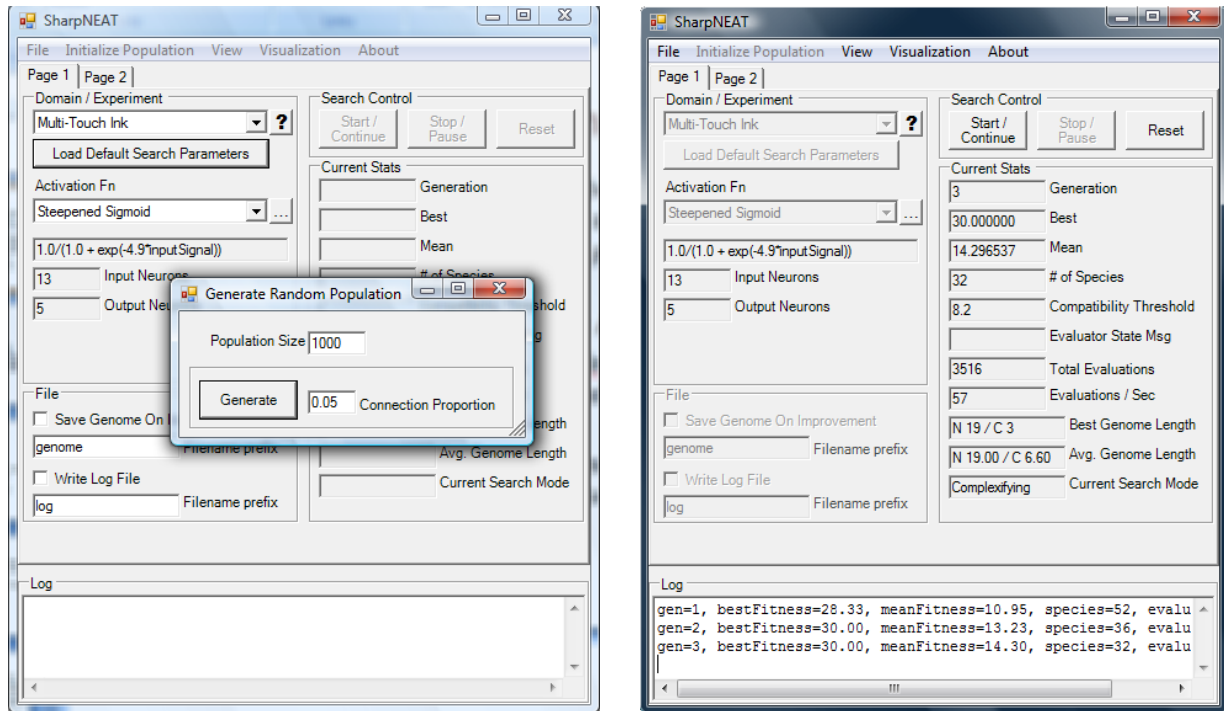 SharpNEAT
File Initialize Population View Visualization About
Page 1 Page 2
Domain / Experiment
Multi-Touch Ink ?
Load Default Search Parameters
Activation Fn
Steepened Sigmoid ...
1.0/(1.0 + exp(-4.9*inputSignal))
13 Input Neurons
5 Output Neu
Search Control
Start / Continue Stop / Pause Reset
Current Stats
Generation
Best
Mean
# of Species
shold
g
ength
Avg. Genome Length
Current Search Mode
Generate Random Population
Population Size 1000
Generate 0.05 Connection Proportion
File
Save Genome On I
genome Filename prefix
Write Log File
log Filename prefix
Log
SharpNEAT
File Initialize Population View Visualization About
Page 1 Page 2
Domain / Experiment
Multi-Touch Ink ?
Load Default Search Parameters
Activation Fn
Steepened Sigmoid ...
1.0/(1.0 + exp(-4.9*inputSignal))
13 Input Neurons
5 Output Neurons
File
Save Genome On Improvement
genome Filename prefix
Write Log File
log Filename prefix
Search Control
Start / Continue Stop / Pause Reset
Current Stats
3 Generation
30.000000 Best
14.296537 Mean
32 # of Species
8.2 Compatibility Threshold
Evaluator State Msg
3516 Total Evaluations
57 Evaluations / Sec
N 19 / C 3 Best Genome Length
N 19.00 / C 6.60 Avg. Genome Length
Complexifying Current Search Mode
Log
gen=1, bestFitness=28.33, meanFitness=10.95, species=52, evalu
gen=2, bestFitness=30.00, meanFitness=13.23, species=36, evalu
gen=3, bestFitness=30.00, meanFitness=14.30, species=32, evalu